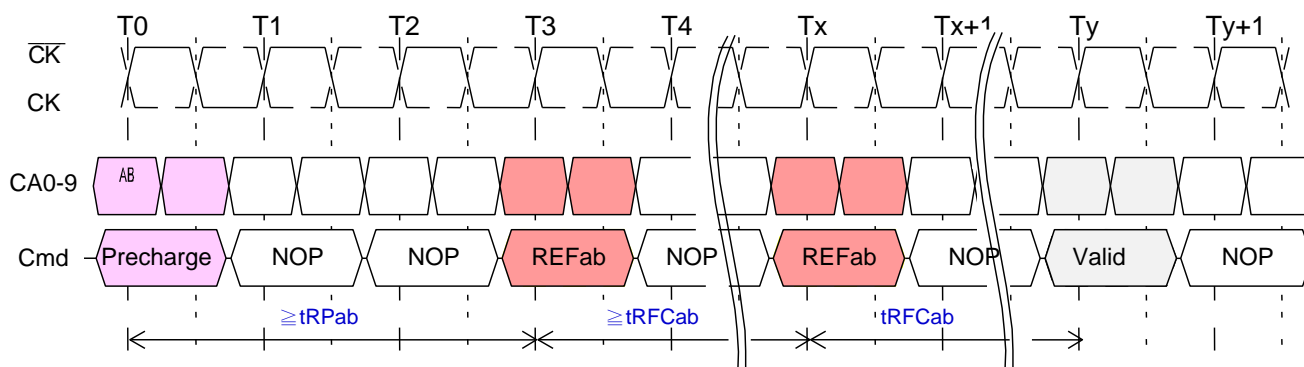 T0 T1 T2 T3 T4 Tx Tx+1 Ty Ty+1
CK
CK
CA0-9 AB
Cmd Precharge NOP NOP REFab NOP REFab NOP Valid NOP
≧tRPab ≧tRFCab tRFCab